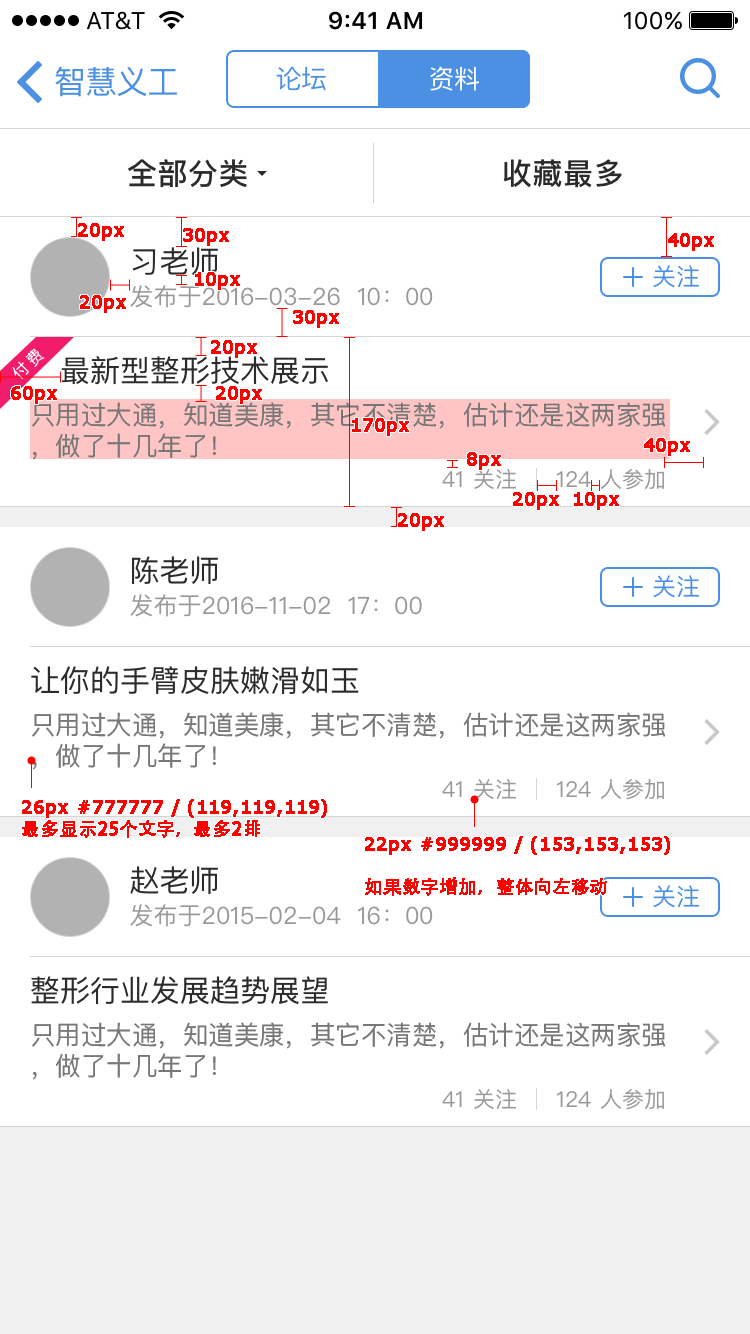 AT&T 9:41 AM 100%
智慧义工 论坛 资料
全部分类 收藏最多
20px 30px 40px
习老师
10px
+ 关注
20px
发布于2016-03-26 10：00
30px
20px
付费
最新型整形技术展示
60px 20px
只用过大通，知道美康，其它不清楚，估计还是这两家强
170px
，做了十几年了！
40px
8px
41 关注 124 人参加
20px 10px
20px
陈老师
发布于2016-11-02 17：00
+ 关注
让你的手臂皮肤嫩滑如玉
只用过大通，知道美康，其它不清楚，估计还是这两家强
，做了十几年了！
41 关注 124 人参加
26px #777777 / (119,119,119)
最多显示25个文字，最多2排
22px #999999 / (153,153,153)
如果数字增加，整体向左移动
赵老师
发布于2015-02-04 16：00
+ 关注
整形行业发展趋势展望
只用过大通，知道美康，其它不清楚，估计还是这两家强
，做了十几年了！
41 关注 124 人参加